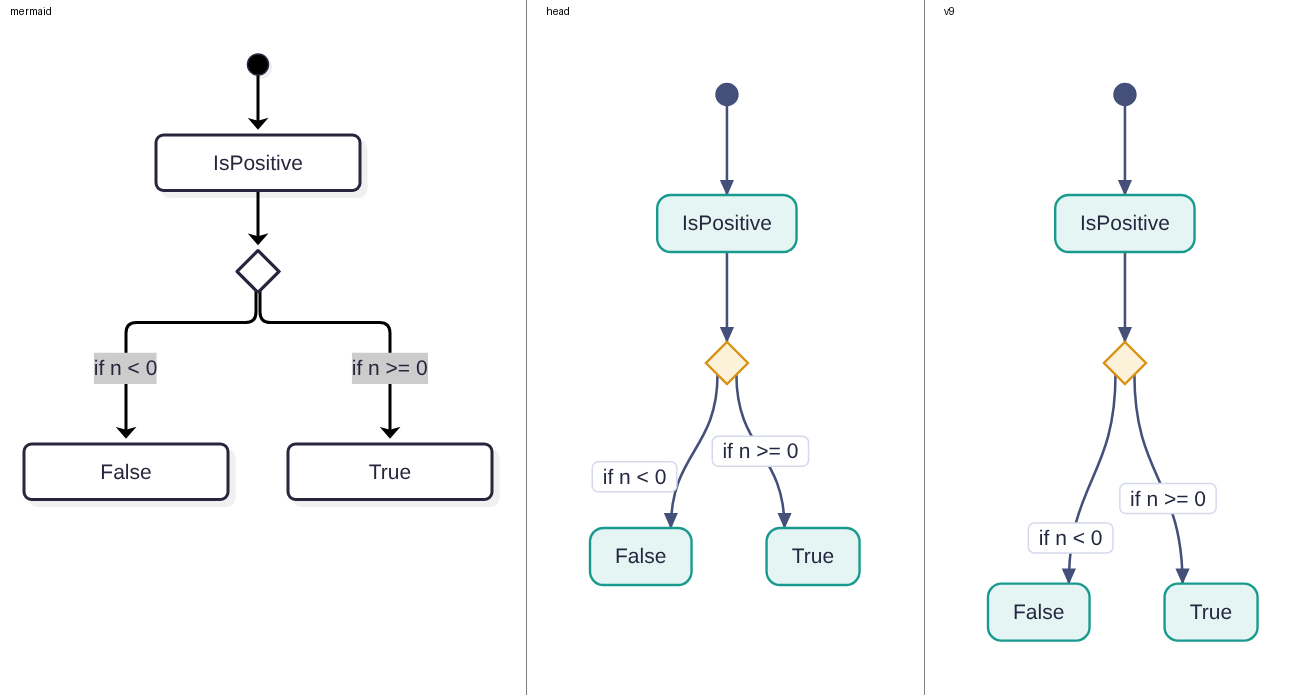 mermaid
IsPositive
if n < 0
if n >= 0
False
True
head
IsPositive
if n >= 0
if n < 0
False
True
v9
IsPositive
if n >= 0
if n < 0
False
True